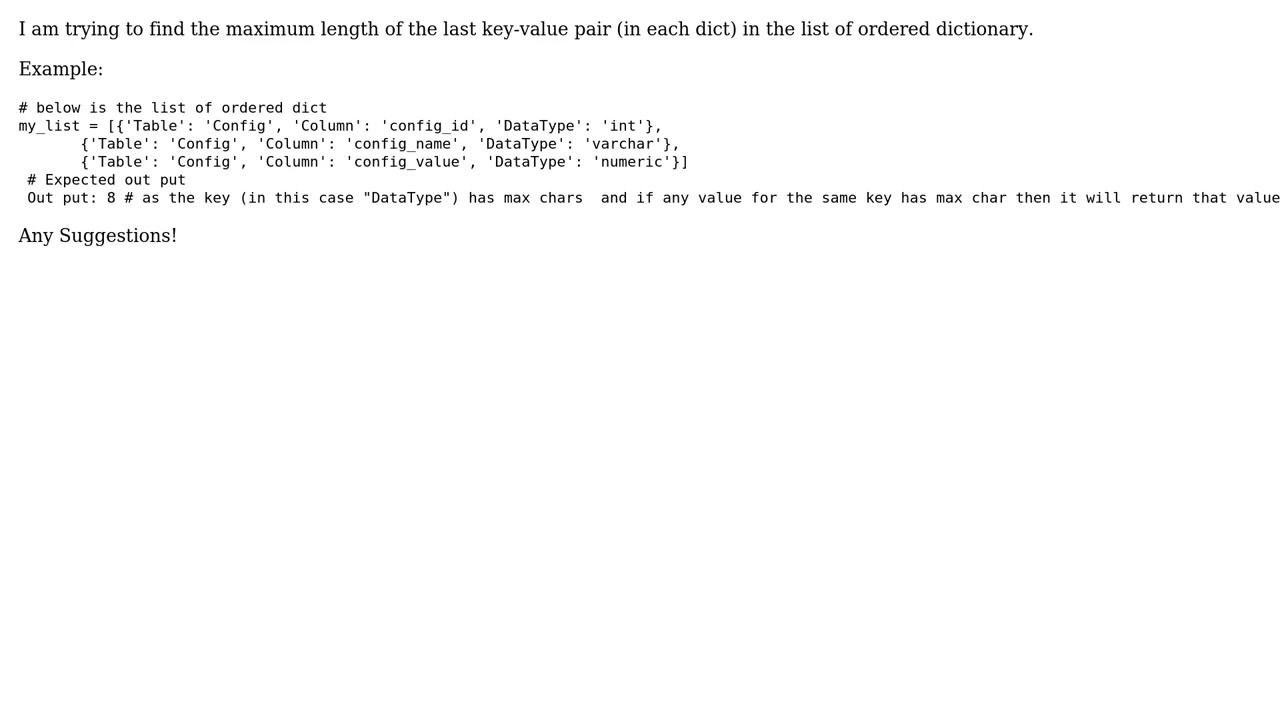 I am trying to find the maximum length of the last key-value pair (in each dict) in the list of ordered dictionary.
Example:
# below is the list of ordered dict
my_list = [{'Table': 'Config', 'Column': 'config_id', 'DataType': 'int'},
       {'Table': 'Config', 'Column': 'config_name', 'DataType': 'varchar'},
       {'Table': 'Config', 'Column': 'config_value', 'DataType': 'numeric'}]
 # Expected out put
 Out put: 8 # as the key (in this case "DataType") has max chars  and if any value for the same key has max char then it will return that value
Any Suggestions!